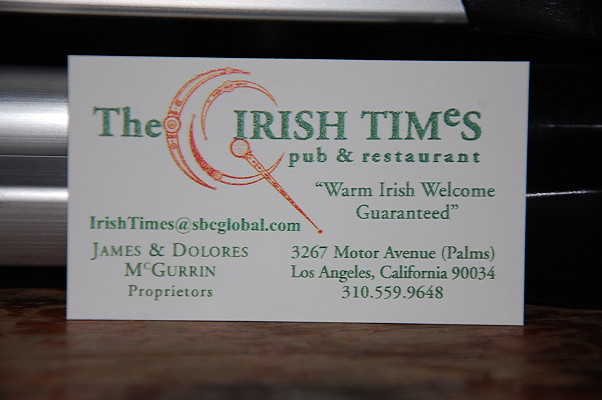 The IRISH TIMeS
pub & restaurant
"Warm Irish Welcome
Guaranteed"
IrishTimes@sbcglobal.com
JAMES & DOLORES
McGURRIN
Proprietors
3267 Motor Avenue (Palms)
Los Angeles, California 90034
310.559.9648